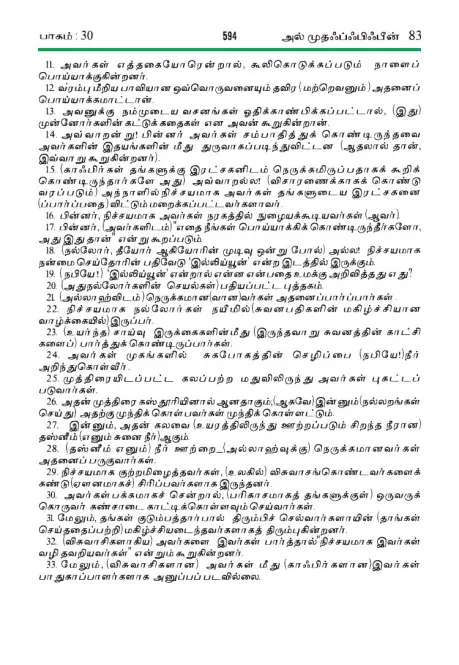 பாகம் : 30 594 அல் முதஃப்ஃபிஃபீன் 83
11. அவர்கள் எத்தகையோரென்றால், கூலிகொடுக்கப்படும் நாளைப்
பொய்யாக்குகின்றனர்.
12. வரம்பு மீறிய பாவியான ஒவ்வொருவனையும் தவிர (மற்றெவனும்) அதனைப்
பொய்யாக்கமாட்டான்.
13. அவனுக்கு நம்முடைய வசனங்கள் ஓதிக்காண்பிக்கப்பட்டால், (இது)
முன்னோர்களின் கட்டுக்கதைகள் என அவன் கூறுகின்றான்.
14. அவ்வாறன்று! பின்னர் அவர்கள் சம்பாதித்துக் கொண்டிருந்தவை
அவர்களின் இதயங்களின் மீது துருவாகப்படிந்துவிட்டன (ஆதலால் தான்,
இவ்வாறு கூறுகின்றனர்).
15. (காஃபிர்கள் தங்களுக்கு இரட்சகனிடம் நெருக்கமிருப்பதாகக் கூறிக்
கொண்டிருந்தார்களே அது) அவ்வாறல்ல! (விசாரணைக்காகக் கொண்டு
வரப்படும்) அந்நாளில் நிச்சயமாக அவர்கள் தங்களுடைய இரட்சகனை
(ப்பார்ப்பதை) விட்டும் மறைக்கப்பட்டவர்களாவர்.
16. பின்னர், நிச்சயமாக அவர்கள் நரகத்தில் நுழையக்கூடியவர்கள் (ஆவர்).
17. பின்னர், (அவர்களிடம்) "எதை நீங்கள் பொய்யாக்கிக் கொண்டிருந்தீர்களோ,
அது இதுதான்" என்று கூறப்படும்.
18. (நல்லோர், தீயோர் ஆகியோரின் முடிவு ஒன்று போல்) அல்ல! நிச்சயமாக
நன்மை செய்தோரின் பதிவேடு 'இல்லிய்யூன்' என்ற இடத்தில் இருக்கும்.
19. (நபியே!) 'இல்லிய்யூன்' என்றால் என்ன என்பதை உமக்கு அறிவித்தது எது?
20. (அதுநல்லோர்களின் செயல்கள்) பதியப்பட்ட புத்தகம்.
21. (அல்லாஹ்விடம்) நெருக்கமான(வான)வர்கள் அதனைப்பார்ப்பார்கள்.
22. நிச்சயமாக நல்லோர்கள் நயீமில்(சுவனபதிகளின் மகிழ்ச்சியான
வாழ்க்கையில்) இருப்பர்.
23. (உயர்ந்த) சாய்வு இருக்கைகளின்மீது (இருந்தவாறு சுவனத்தின் காட்சி
களைப்) பார்த்துக்கொண்டிருப்பார்கள்.
24. அவர்கள் முகங்களில் சுகபோகத்தின் செழிப்பை (நபியே!)நீர்
அறிந்துகொள்வீர்.
25. முத்திரையிடப்பட்ட கலப்பற்ற மதுவிலிருந்து அவர்கள் புகட்டப்
படுவார்கள்.
26. அதன் முத்திரை கஸ்தூரியினால் ஆனதாகும்,(ஆகவே)இன்னும்(நல்லறங்கள்
செய்து) அதற்கு முந்திக் கொள்பவர்கள் முந்திக் கொள்ளட்டும்.
27. இன்னும், அதன் கலவை (உயரத்திலிருந்து ஊற்றப்படும் சிறந்த நீரான)
தஸ்னீம் (எனும் சுனை நீர்)ஆகும்.
28. (தஸ்னீம் எனும்) நீர் ஊற்றை_(அல்லாஹ்வுக்கு) நெருக்கமானவர்கள்
அதனைப் பருகுவார்கள்.
29. நிச்சயமாக குற்றமிழைத்தவர்கள், (உலகில்) விசுவாசங்கொண்டவர்களைக்
கண்டு(ஏளனமாகச்) சிரிப்பவர்களாக இருந்தனர்.
30. அவர்கள்பக்கமாகச் சென்றால், (பரிகாசமாகத் தங்களுக்குள்) ஒருவருக்
கொருவர் கண்சாடை காட்டிக்கொள்ளவும் செய்வார்கள்.
31. மேலும், தங்கள் குடும்பத்தார்பால் திரும்பிச் செல்வார்களாயின் (தாங்கள்
செய்ததைப்பற்றி) மகிழ்ச்சியடைந்தவர்களாகத் திரும்புகின்றனர்.
32. (விசுவாசிகளாகிய) அவர்களை இவர்கள் பார்த்தால் "நிச்சயமாக இவர்கள்
வழி தவறியவர்கள்" என்றும் கூறுகின்றனர்.
33. மேலும், (விசுவாசிகளான) அவர்கள் மீது (காஃபிர்களான)இவர்கள்
பாதுகாப்பாளர்களாக அனுப்பப்படவில்லை.